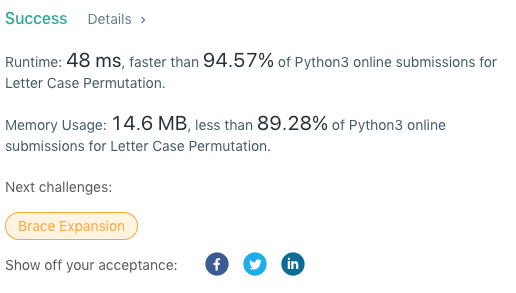 Success Details >
Runtime: 48 ms, faster than 94.57% of Python3 online submissions for
Letter Case Permutation.
Memory Usage: 14.6 MB, less than 89.28% of Python3 online
submissions for Letter Case Permutation.
Next challenges:
Brace Expansion
Show off your acceptance: f in